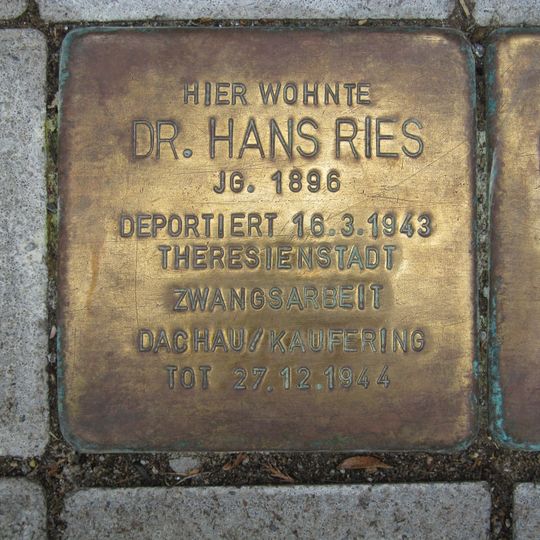 HIER WOHNTE
DR. HANS RIES
JG. 1896
DEPORTIERT 16.3.1943
THERESIENSTADT
ZWANGSARBEIT
DACHAU/KAUFERING
TOT 27.12.1944